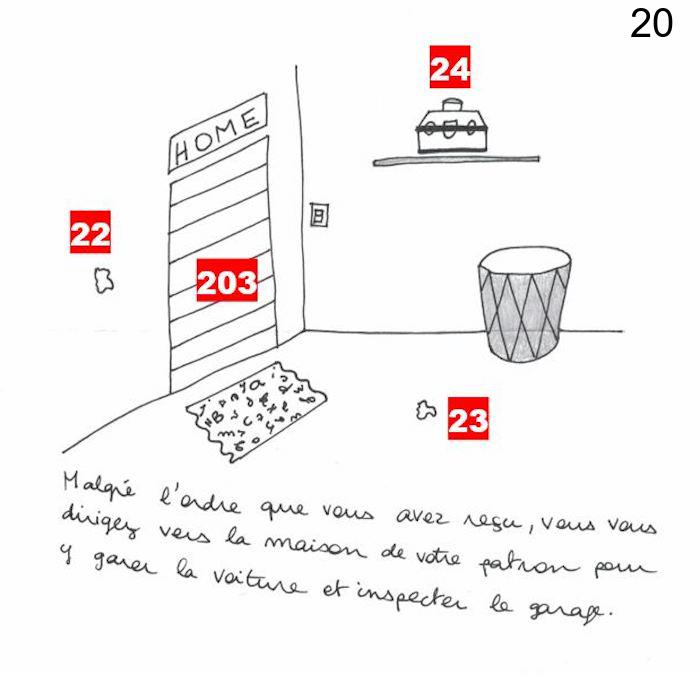 20
24
HOME
22
203
23
Malgré l'ordre que vous avez reçu, vous vous
dirigez vers la maison de votre patron pour
y garer la voiture et inspecter le garage.